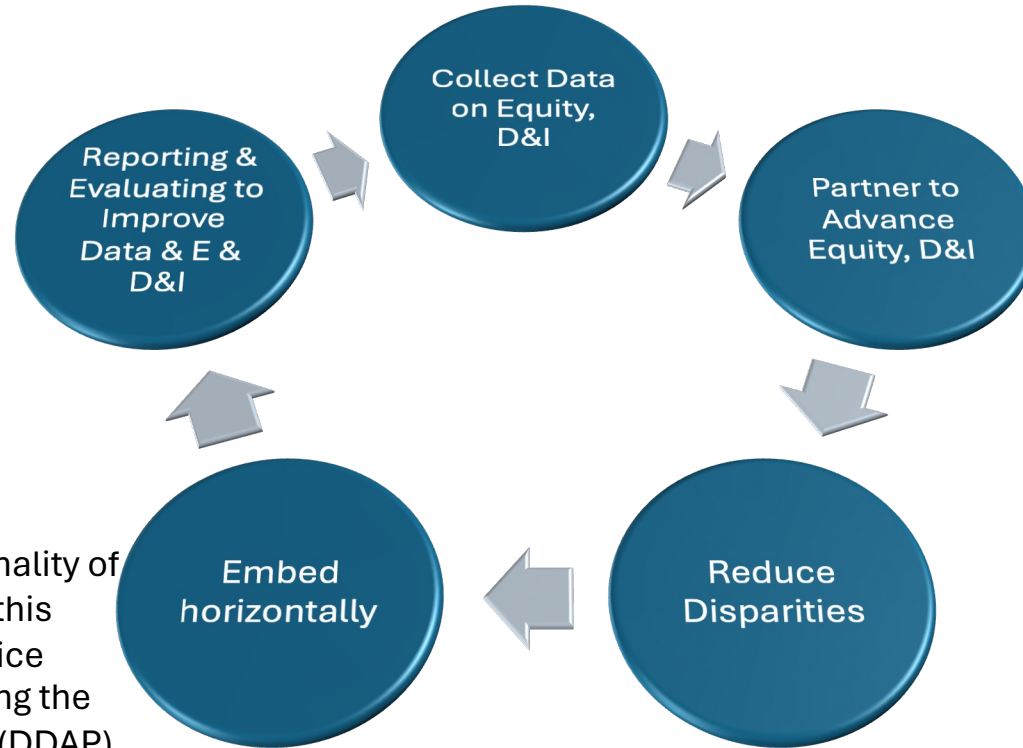 Collect Data
on Equity,
D&I
Partner to
Advance
Equity, D&I
Reduce
Disparities
Embed
horizontally
Reporting &
Evaluating to
Improve
Data & E &
D&I
nality of
this
ice
ng the
(DDAP)